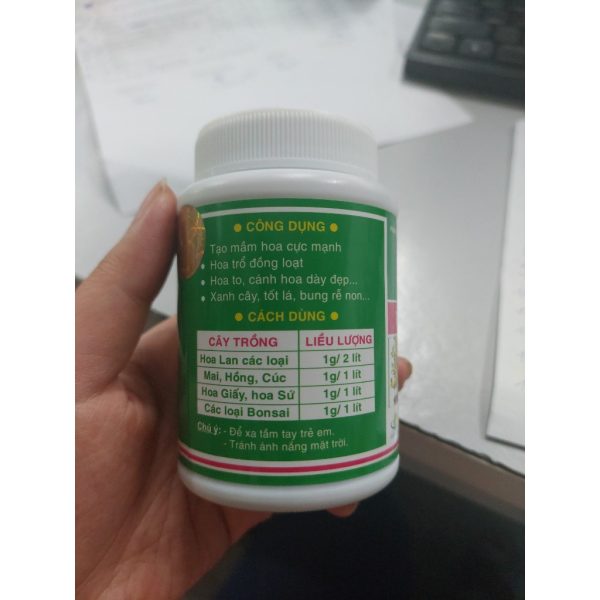 • CÔNG DỤNG •
Tạo mầm hoa cực mạnh
• Hoa trổ đồng loạt
• Hoa to, cánh hoa dày đẹp...
• Xanh cây, tốt lá, bung rễ non...
• CÁCH DÙNG •
CÂY TRỒNG LIỀU LƯỢNG
Hoa Lan các loại 1g/ 2 lít
Mai, Hồng, Cúc 1g/ 1 lít
Hoa Giấy, hoa Sứ 1g/ 1 lít
Các loại Bonsai 1g/ 1 lít
Chú ý: - Để xa tầm tay trẻ em.
- Tránh ánh nắng mặt trời.